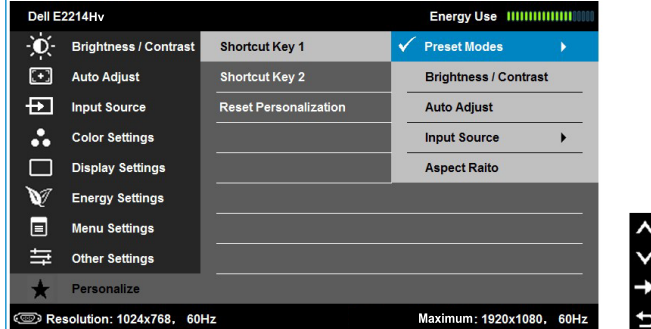 Dell E2214Hv Energy Use
Brightness / Contrast Shortcut Key 1 Preset Modes
Auto Adjust Shortcut Key 2 Brightness / Contrast
Input Source Reset Personalization Auto Adjust
Color Settings Input Source
Display Settings Aspect Raito
Energy Settings
Menu Settings
Other Settings
Personalize
Resolution: 1024x768, 60Hz Maximum: 1920x1080, 60Hz